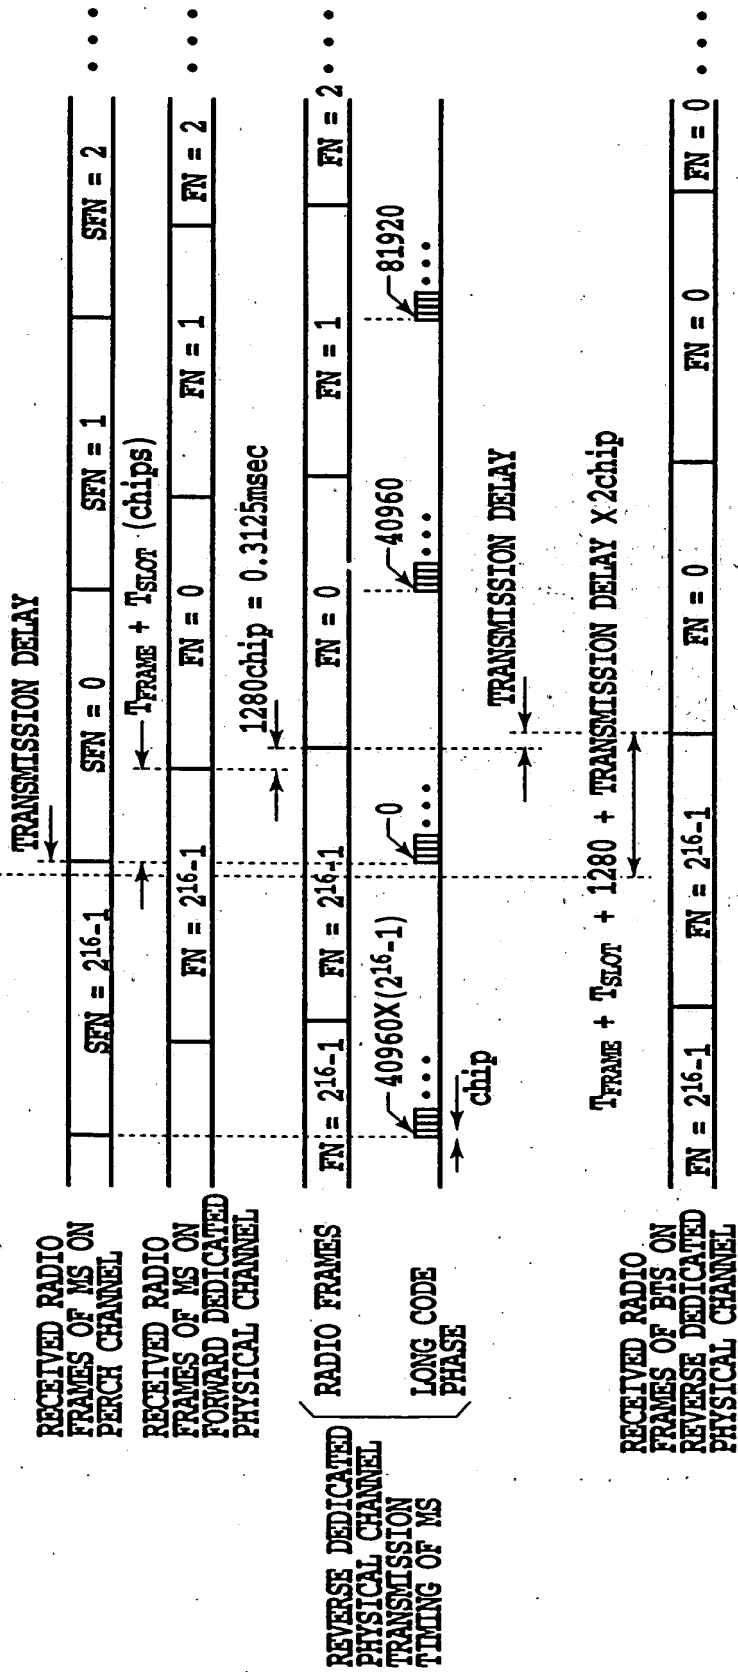 TRANSMISSION DELAY
RECEIVED RADIO
FRAMES OF MS ON
PERCH CHANNEL
SFN = 2¹⁶-1
SFN = 0
SFN = 1
SFN = 2
• • •
T_FRAME + T_SLOT (chips)
RECEIVED RADIO
FRAMES OF MS ON
FORWARD DEDICATED
PHYSICAL CHANNEL
FN = 2¹⁶-1
FN = 0
FN = 1
FN = 2
• • •
1280chip = 0.3125msec
REVERSE DEDICATED
PHYSICAL CHANNEL
TRANSMISSION
TIMING OF MS
RADIO FRAMES
FN = 2¹⁶-1
FN = 2¹⁶-1
FN = 0
FN = 1
FN = 2
• • •
LONG CODE
PHASE
40960X(2¹⁶-1)
0
40960
81920
• • •
• • •
• • •
• • •
chip
TRANSMISSION DELAY
T_FRAME + T_SLOT + 1280 + TRANSMISSION DELAY X 2chip
RECEIVED RADIO
FRAMES OF BTS ON
REVERSE DEDICATED
PHYSICAL CHANNEL
FN = 2¹⁶-1
FN = 2¹⁶-1
FN = 0
FN = 0
FN = 0
• • •